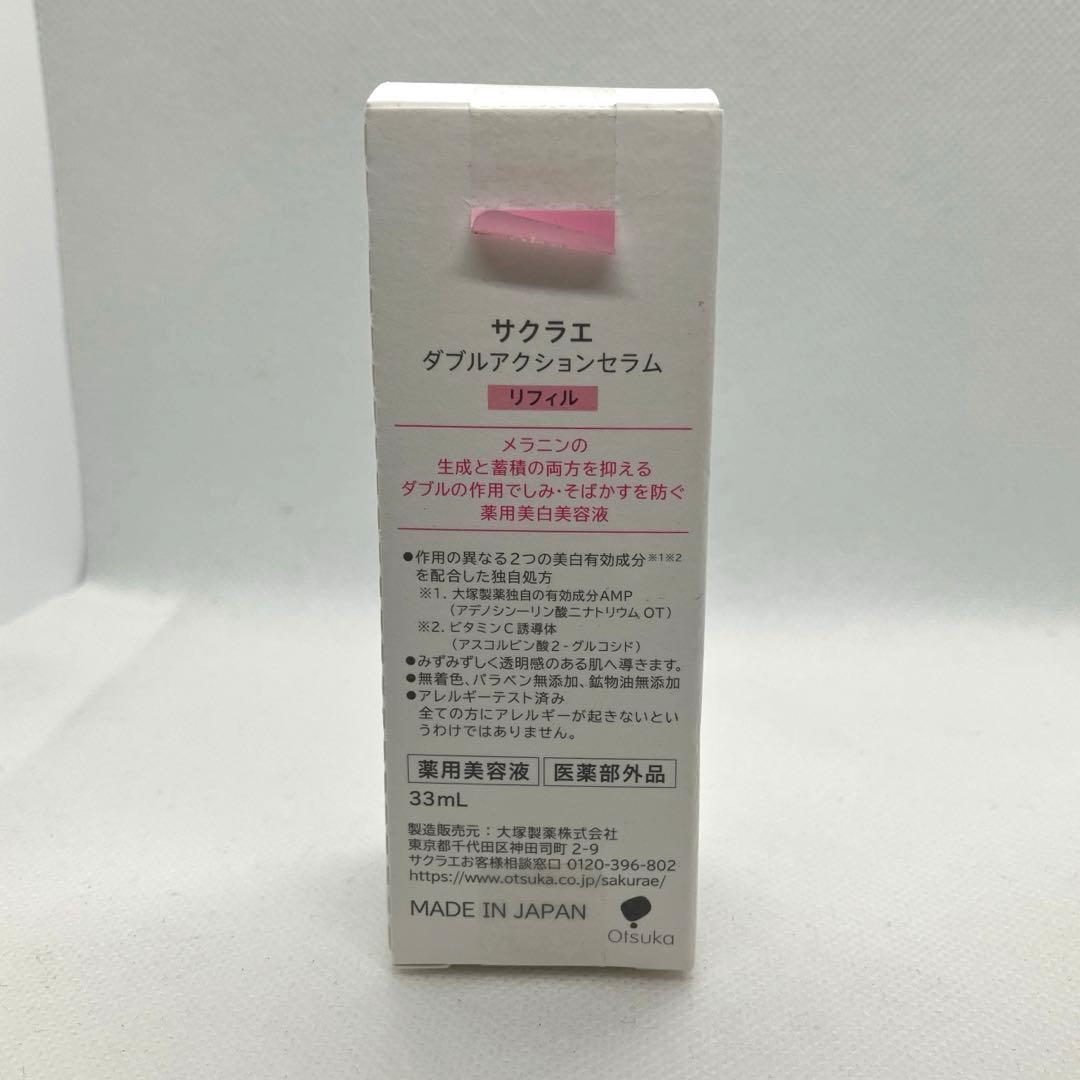 サクラエ
ダブルアクションセラム
リフィル
メラニンの
生成と蓄積の両方を抑える
ダブルの作用でしみ・そばかすを防ぐ
薬用美白美容液
●作用の異なる2つの美白有効成分※1※2
を配合した独自処方
※1. 大塚製薬独自の有効成分AMP
（アデノシン一リン酸二ナトリウム OT）
※2. ビタミンC誘導体
（アスコルビン酸2-グルコシド）
●みずみずしく透明感のある肌へ導きます。
●無着色、パラベン無添加、鉱物油無添加
●アレルギーテスト済み
全ての方にアレルギーが起きないとい
うわけではありません。
薬用美容液 医薬部外品
33mL
製造販売元：大塚製薬株式会社
東京都千代田区神田司町 2-9
サクラエお客様相談窓口 0120-396-802
https://www.otsuka.co.jp/sakurae/
MADE IN JAPAN
Otsuka